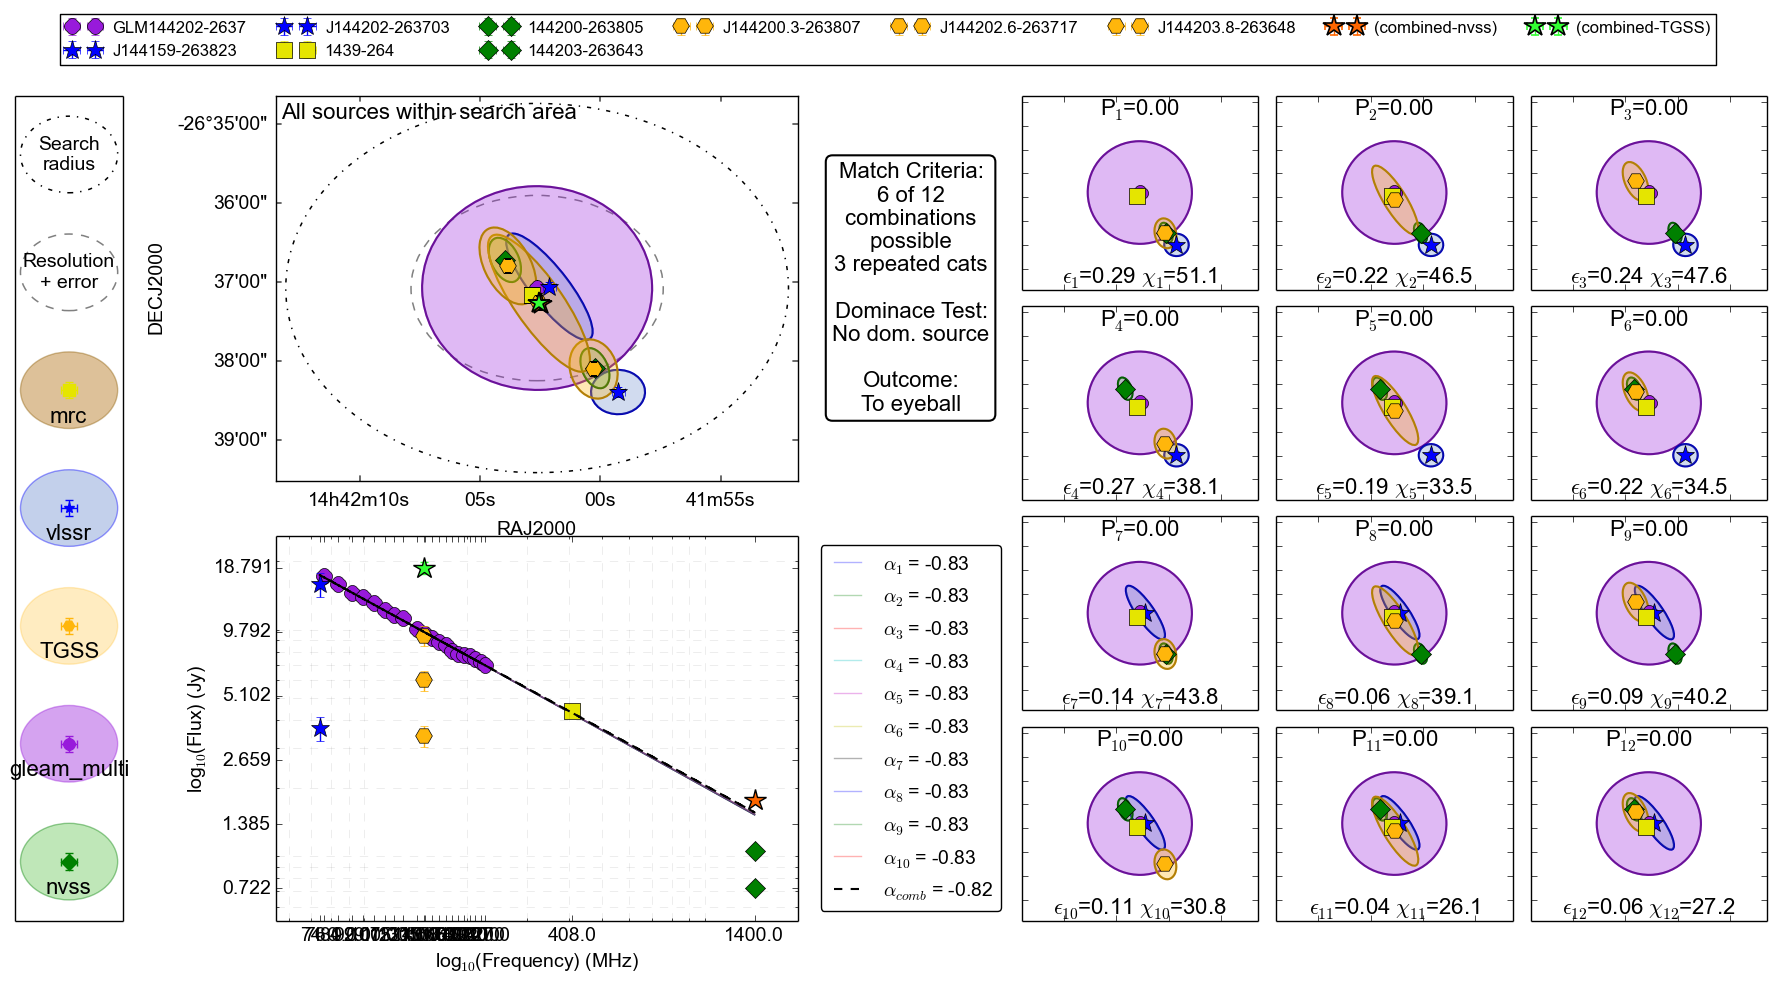 GLM144202-2637 J144202-263703 144200-263805 J144200.3-263807 J144202.6-263717 J144203.8-263648 (combined-nvss) (combined-TGSS)
J144159-263823 1439-264 144203-263643
Search
radius
Resolution
+ error
mrc
vlssr
TGSS
gleam_multi
nvss
All sources within search area
-26°35'00"
36'00"
37'00"
38'00"
39'00"
DECJ2000
14h42m10s 05s 00s 41m55s
RAJ2000
Match Criteria:
6 of 12
combinations
possible
3 repeated cats
Dominace Test:
No dom. source
Outcome:
To eyeball
18.791
9.792
5.102
2.659
1.385
0.722
log10(Flux) (Jy)
408.0 1400.0
log10(Frequency) (MHz)
α1 = -0.83
α2 = -0.83
α3 = -0.83
α4 = -0.83
α5 = -0.83
α6 = -0.83
α7 = -0.83
α8 = -0.83
α9 = -0.83
α10 = -0.83
αcomb = -0.82
P1=0.00 P2=0.00 P3=0.00
ϵ1=0.29 χ1=51.1 ϵ2=0.22 χ2=46.5 ϵ3=0.24 χ3=47.6
P4=0.00 P5=0.00 P6=0.00
ϵ4=0.27 χ4=38.1 ϵ5=0.19 χ5=33.5 ϵ6=0.22 χ6=34.5
P7=0.00 P8=0.00 P9=0.00
ϵ7=0.14 χ7=43.8 ϵ8=0.06 χ8=39.1 ϵ9=0.09 χ9=40.2
P10=0.00 P11=0.00 P12=0.00
ϵ10=0.11 χ10=30.8 ϵ11=0.04 χ11=26.1 ϵ12=0.06 χ12=27.2